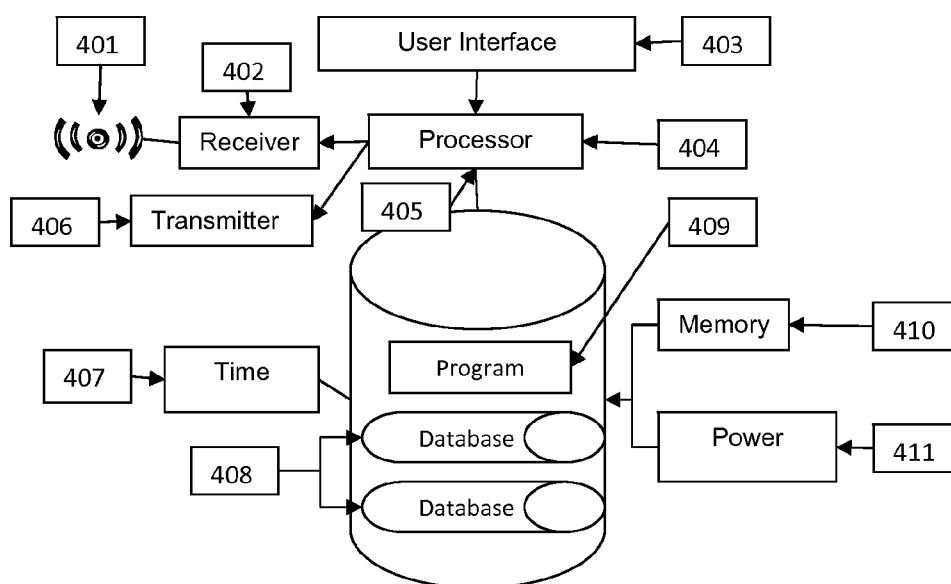 401
User Interface
403
402
Receiver
Processor
404
405
406
Transmitter
409
Memory
410
407
Time
Program
Database
408
Power
411
Database